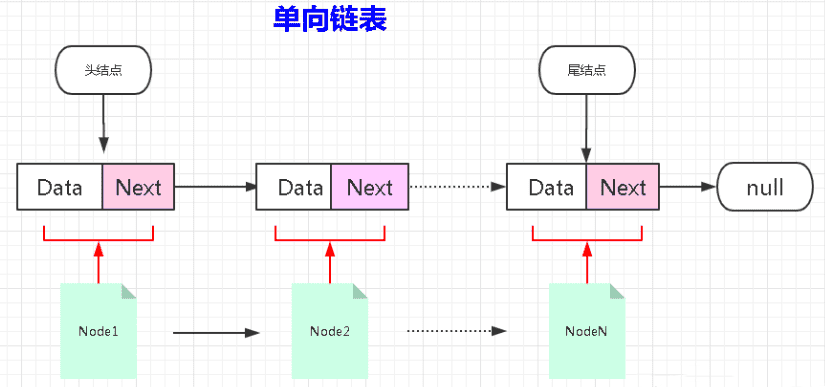 单向链表
头结点
尾结点
Data Next
Data Next
Data Next
null
Node1
Node2
NodeN